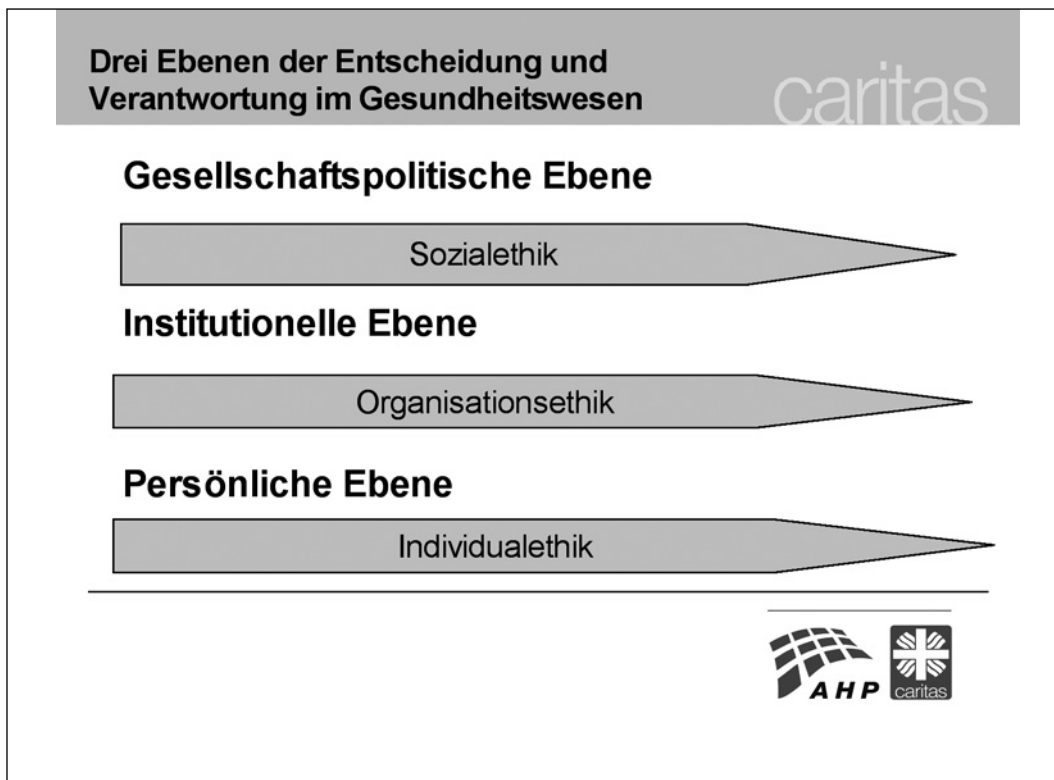 Drei Ebenen der Entscheidung und
Verantwortung im Gesundheitswesen
caritas
Gesellschaftspolitische Ebene
Sozialethik
Institutionelle Ebene
Organisationsethik
Persönliche Ebene
Individualethik
AHP
caritas